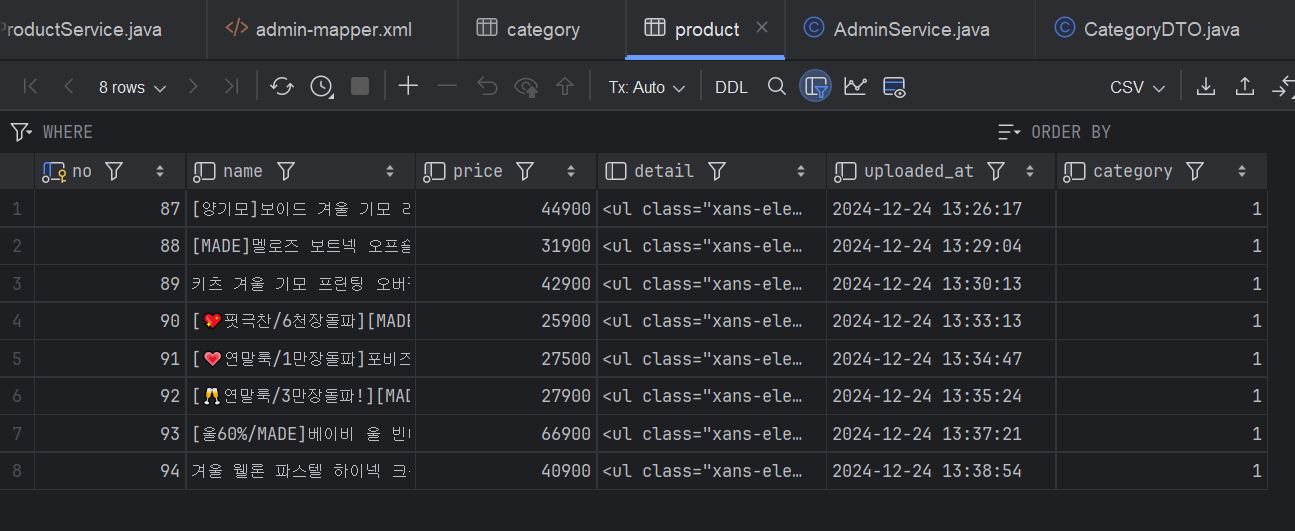 roductService.java admin-mapper.xml category product AdminService.java CategoryDTO.java
8 rows Tx: Auto DDL CSV
WHERE ORDER BY
no name price detail uploaded_at category
1 87 [양기모]보이드 겨울 기모 44900 <ul class="xans-ele… 2024-12-24 13:26:17 1
2 88 [MADE]멜로즈 보트넥 31900 <ul class="xans-ele… 2024-12-24 13:29:04 1
3 89 키츠 겨울 기모 프린팅 42900 <ul class="xans-ele… 2024-12-24 13:30:13 1
4 90 [💖핏극찬/6천장돌파][MADE 25900 <ul class="xans-ele… 2024-12-24 13:33:13 1
5 91 [💗연말룩/1만장돌파]포비즈 27500 <ul class="xans-ele… 2024-12-24 13:34:47 1
6 92 [🥂연말룩/3만장돌파!][MAD 27900 <ul class="xans-ele… 2024-12-24 13:35:24 1
7 93 [울60%/MADE]베이비 울 66900 <ul class="xans-ele… 2024-12-24 13:37:21 1
8 94 겨울 웰론 파스텔 하이넥 40900 <ul class="xans-ele… 2024-12-24 13:38:54 1